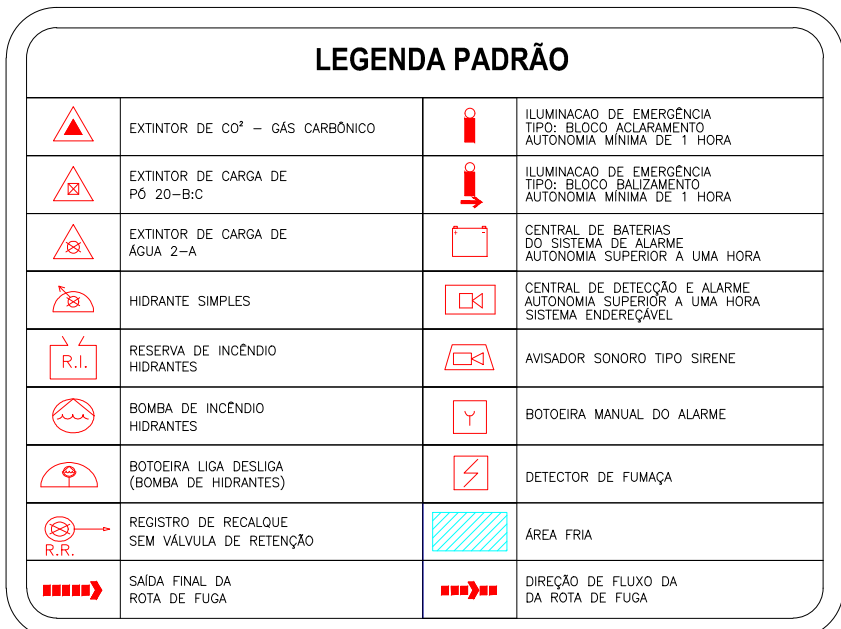 LEGENDA PADRÃO
EXTINTOR DE CO² – GÁS CARBÔNICO
ILUMINACAO DE EMERGÊNCIA
TIPO: BLOCO ACLARAMENTO
AUTONOMIA MÍNIMA DE 1 HORA
EXTINTOR DE CARGA DE
PÓ 20–B:C
ILUMINACAO DE EMERGÊNCIA
TIPO: BLOCO BALIZAMENTO
AUTONOMIA MÍNIMA DE 1 HORA
EXTINTOR DE CARGA DE
ÁGUA 2–A
CENTRAL DE BATERIAS
DO SISTEMA DE ALARME
AUTONOMIA SUPERIOR A UMA HORA
HIDRANTE SIMPLES
CENTRAL DE DETECÇÃO E ALARME
AUTONOMIA SUPERIOR A UMA HORA
SISTEMA ENDEREÇÁVEL
R.I.
RESERVA DE INCÊNDIO
HIDRANTES
AVISADOR SONORO TIPO SIRENE
BOMBA DE INCÊNDIO
HIDRANTES
BOTOEIRA MANUAL DO ALARME
BOTOEIRA LIGA DESLIGA
(BOMBA DE HIDRANTES)
DETECTOR DE FUMAÇA
R.R.
REGISTRO DE RECALQUE
SEM VÁLVULA DE RETENÇÃO
ÁREA FRIA
SAÍDA FINAL DA
ROTA DE FUGA
DIREÇÃO DE FLUXO DA
DA ROTA DE FUGA